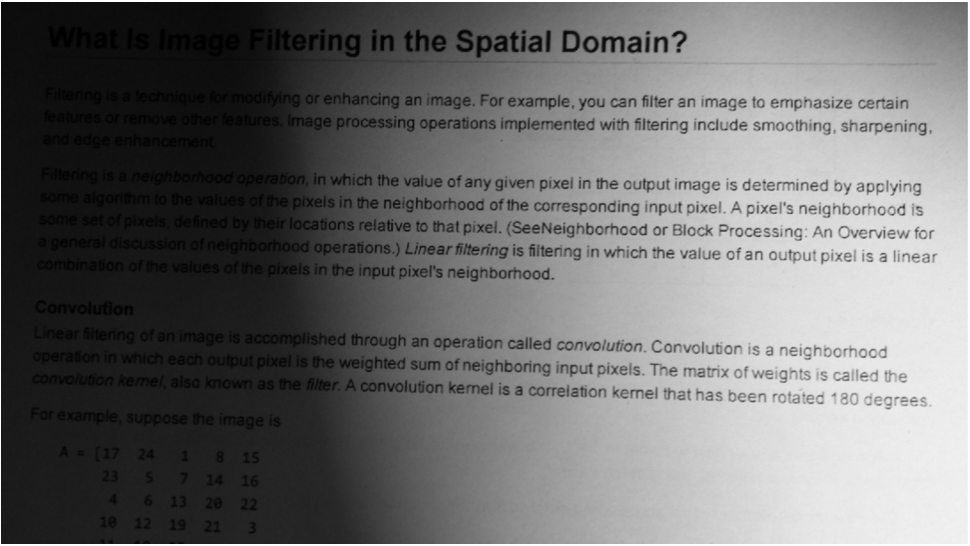 What Is Image Filtering in the Spatial Domain?
Filtering is a technique for modifying or enhancing an image. For example, you can filter an image to emphasize certain
features or remove other features. Image processing operations implemented with filtering include smoothing, sharpening,
and edge enhancement.
Filtering is a neighborhood operation, in which the value of any given pixel in the output image is determined by applying
some algorithm to the values of the pixels in the neighborhood of the corresponding input pixel. A pixel's neighborhood is
some set of pixels, defined by their locations relative to that pixel. (SeeNeighborhood or Block Processing: An Overview for
a general discussion of neighborhood operations.) Linear filtering is filtering in which the value of an output pixel is a linear
combination of the values of the pixels in the input pixel's neighborhood.
Convolution
Linear filtering of an image is accomplished through an operation called convolution. Convolution is a neighborhood
operation in which each output pixel is the weighted sum of neighboring input pixels. The matrix of weights is called the
convolution kernel, also known as the filter. A convolution kernel is a correlation kernel that has been rotated 180 degrees.
For example, suppose the image is
A = [17 24 1 8 15
23 5 7 14 16
4 6 13 20 22
10 12 19 21 3